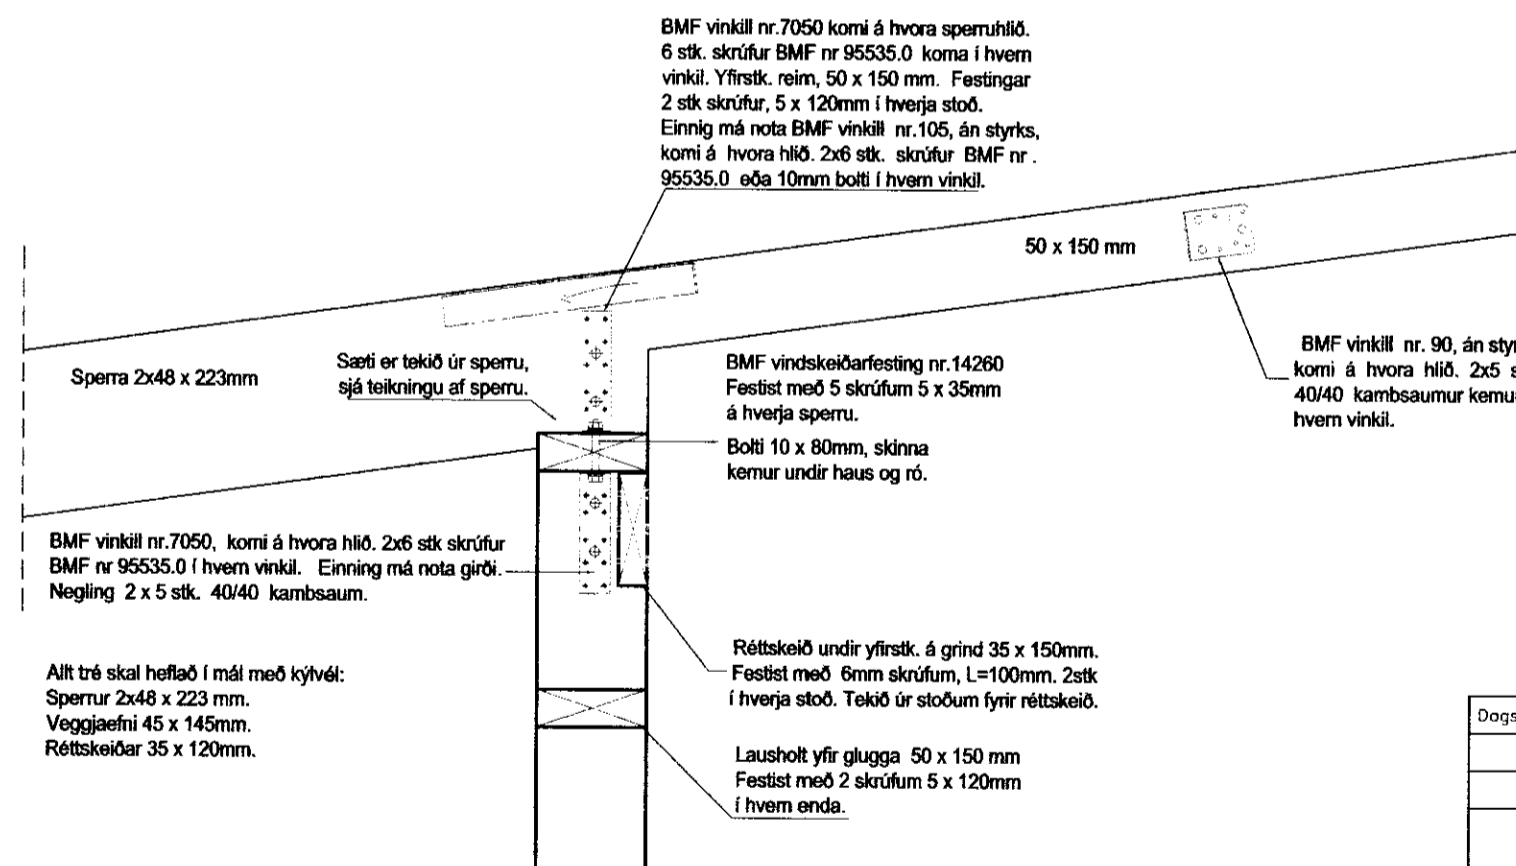 BMF vinkill nr.7050 komi á hvora sperruhlið.
6 stk. skrúfur BMF nr 95535.0 koma í hvern
vinkil. Yfirstk. reim, 50 x 150 mm. Festingar
2 stk skrúfur, 5 x 120mm í hverja stoð.
Einnig má nota BMF vinkill nr.105, án styrks,
komi á hvora hlið. 2x6 stk. skrúfur BMF nr .
95535.0 eða 10mm bolti í hvern vinkil.
50 x 150 mm
Sperra 2x48 x 223mm
Sæti er tekið úr sperru,
sjá teikningu af sperru.
BMF vindskeiðarfesting nr.14260
Festist með 5 skrúfum 5 x 35mm
á hverja sperru.
Bolti 10 x 80mm, skinna
kemur undir haus og ró.
BMF vinkill nr. 90, án
komi á hvora hlið. 2x5
40/40 kambsaumur
hvern vinkil.
BMF vinkill nr.7050, komi á hvora hlið. 2x6 stk skrúfur
BMF nr 95535.0 í hvern vinkil. Einning má nota girði.
Negling 2 x 5 stk. 40/40 kambsaum.
Allt tré skal heflað í mál með kýlvél:
Sperrur 2x48 x 223 mm.
Veggjaefni 45 x 145mm.
Réttskeiðar 35 x 120mm.
Réttskeið undir yfirstk. á grind 35 x 150mm.
Festist með 6mm skrúfum, L=100mm. 2stk
í hverja stoð. Tekið úr stoðum fyrir réttskeið.
Lausholt yfir glugga 50 x 150 mm
Festist með 2 skrúfum 5 x 120mm
í hvern enda.
Dags